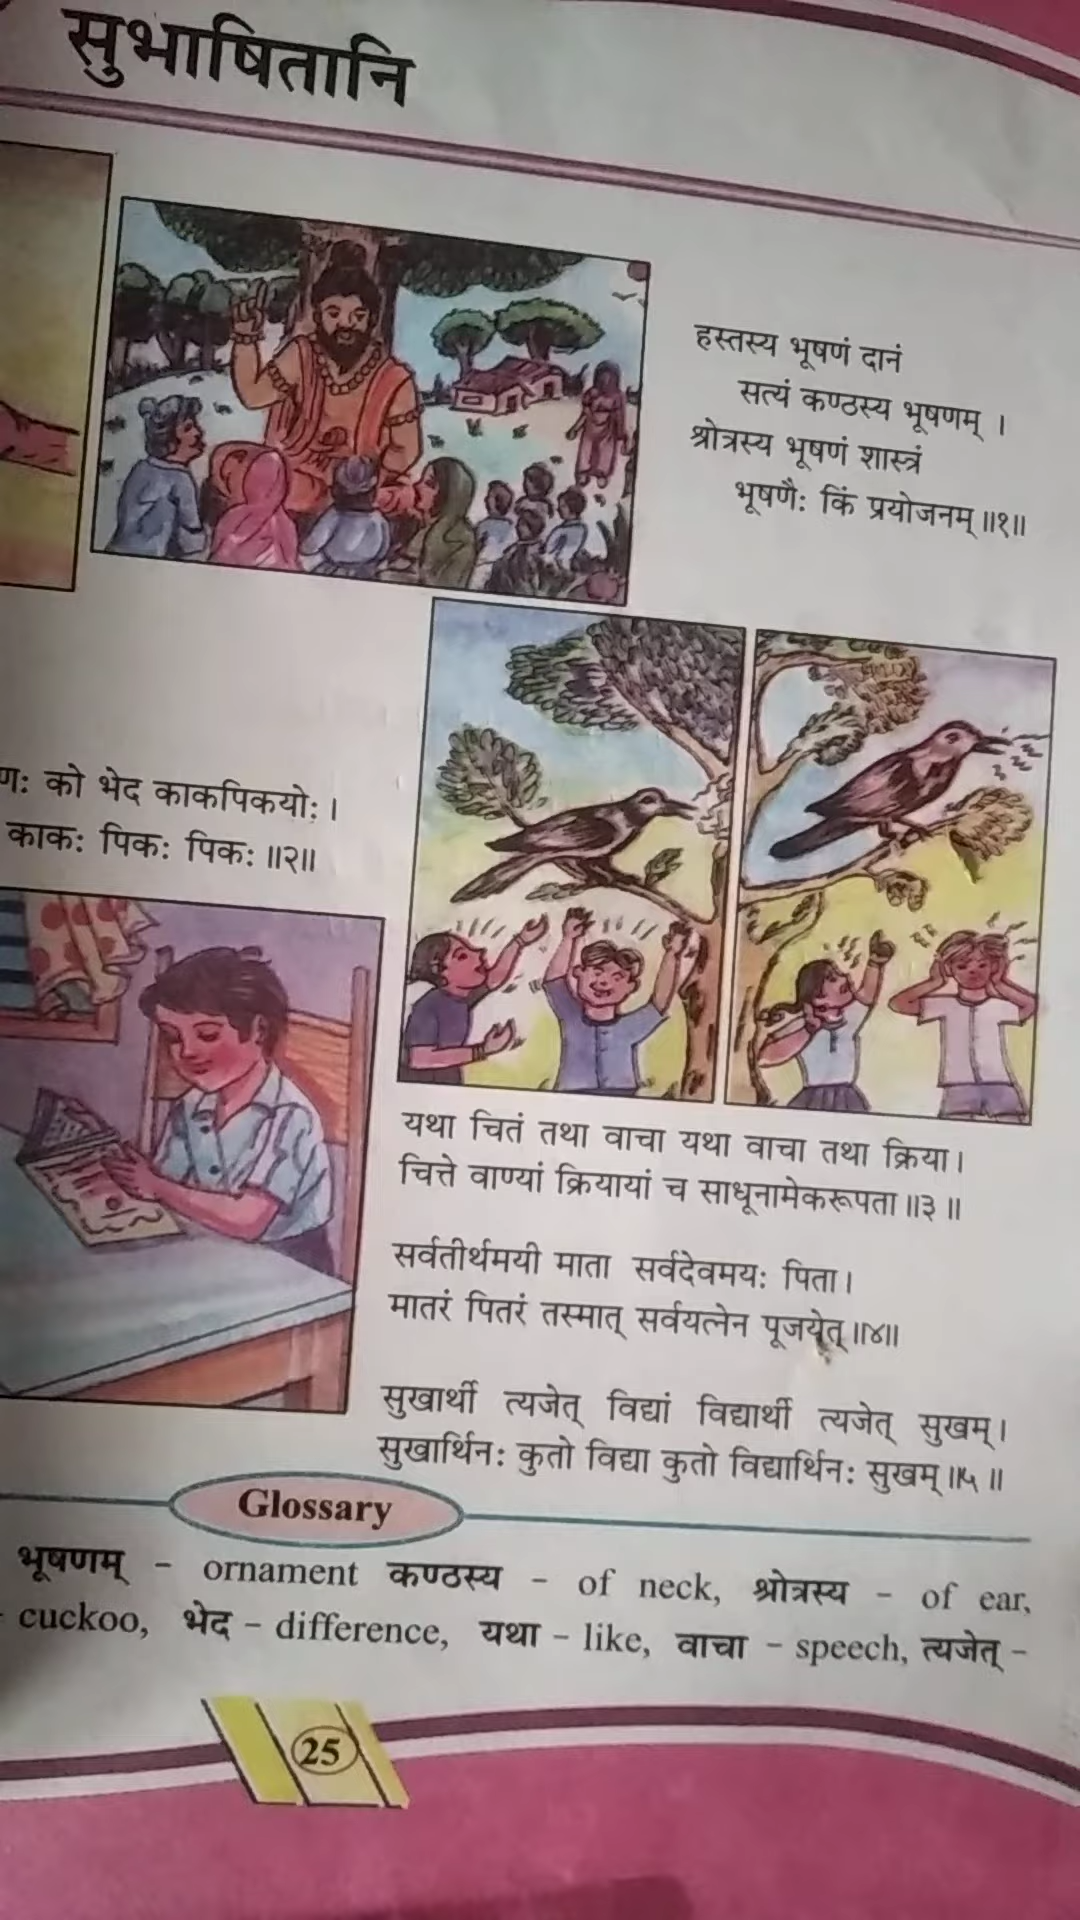 सुभाषितानि
हस्तस्य भूषणं दानं
सत्यं कण्ठस्य भूषणम् ।
श्रोत्रस्य भूषणं शास्त्रं
भूषणैः किं प्रयोजनम् ॥१॥
को भेद काकपिकयोः ।
काकः पिकः पिकः ॥२॥
यथा चितं तथा वाचा यथा वाचा तथा क्रिया।
चित्ते वाण्यां क्रियायां च साधूनामेकरूपता ॥३॥
सर्वतीर्थमयी माता सर्वदेवमयः पिता।
मातरं पितरं तस्मात् सर्वयत्नेन पूजयेत् ॥४॥
सुखार्थी त्यजेत् विद्यां विद्यार्थी त्यजेत् सुखम्।
सुखार्थिनः कुतो विद्या कुतो विद्यार्थिनः सुखम् ॥५॥
Glossary
भूषणम् - ornament कण्ठस्य - of neck, श्रोत्रस्य - of ear,
- cuckoo, भेद - difference, यथा - like, वाचा - speech, त्यजेत् -
25